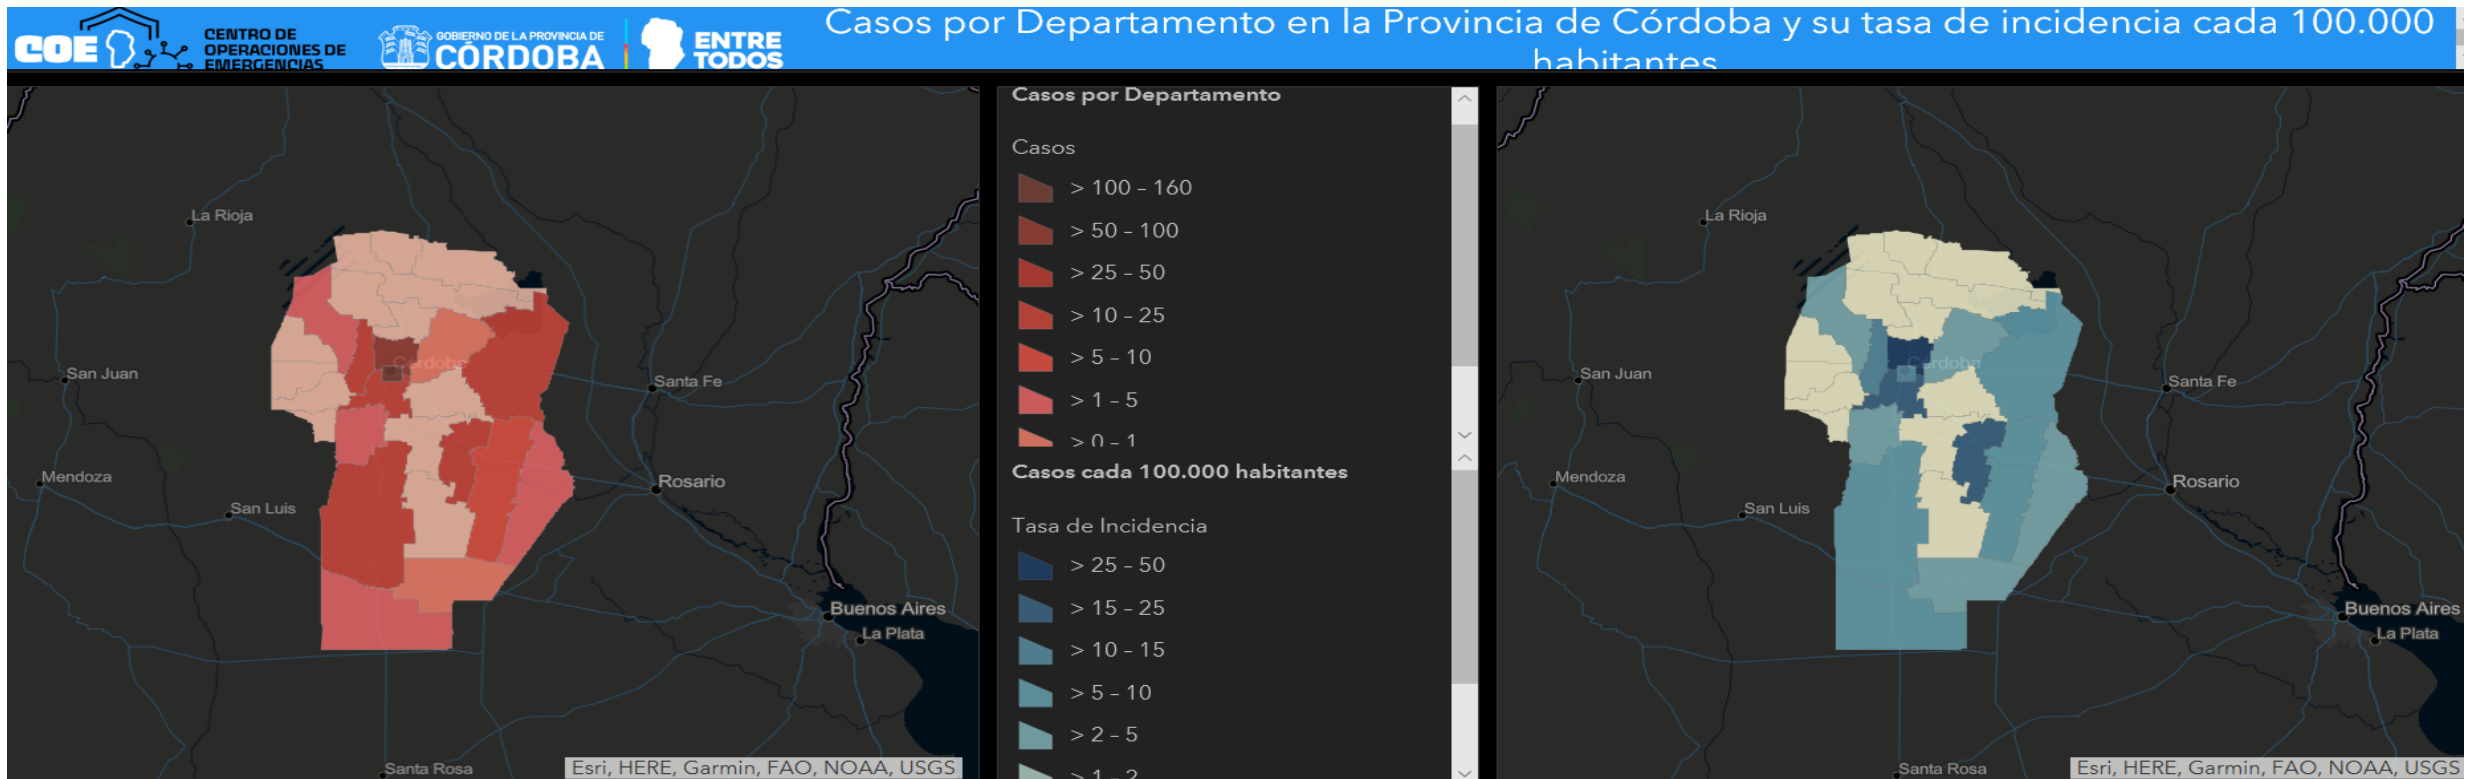 COE
CENTRO DE
OPERACIONES DE
EMERGENCIAS
GOBIERNO DE LA PROVINCIA DE
CÓRDOBA
ENTRE
TODOS
Casos por Departamento en la Provincia de Córdoba y su tasa de incidencia cada 100.000
habitantes
La Rioja
Córdoba
San Juan
Santa Fe
Mendoza
San Luis
Rosario
Buenos Aires
La Plata
Santa Rosa
Esri, HERE, Garmin, FAO, NOAA, USGS
Casos por Departamento
Casos
> 100 - 160
> 50 - 100
> 25 - 50
> 10 - 25
> 5 - 10
> 1 - 5
> 0 - 1
Casos cada 100.000 habitantes
Tasa de Incidencia
> 25 - 50
> 15 - 25
> 10 - 15
> 5 - 10
> 2 - 5
> 1 - 2
La Rioja
Córdoba
San Juan
Santa Fe
Mendoza
San Luis
Rosario
Buenos Aires
La Plata
Santa Rosa
Esri, HERE, Garmin, FAO, NOAA, USGS